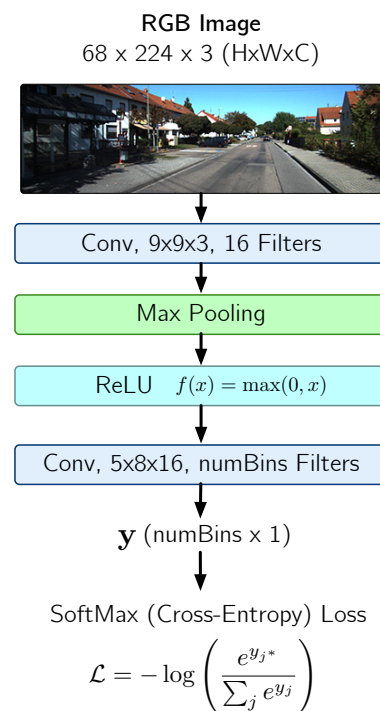 RGB Image
68 x 224 x 3 (HxWxC)
Conv, 9x9x3, 16 Filters
Max Pooling
ReLU f(x) = max(0, x)
Conv, 5x8x16, numBins Filters
y (numBins x 1)
SoftMax (Cross-Entropy) Loss
ℒ = − log ( e^{y_{j*}} / ∑_j e^{y_j} )